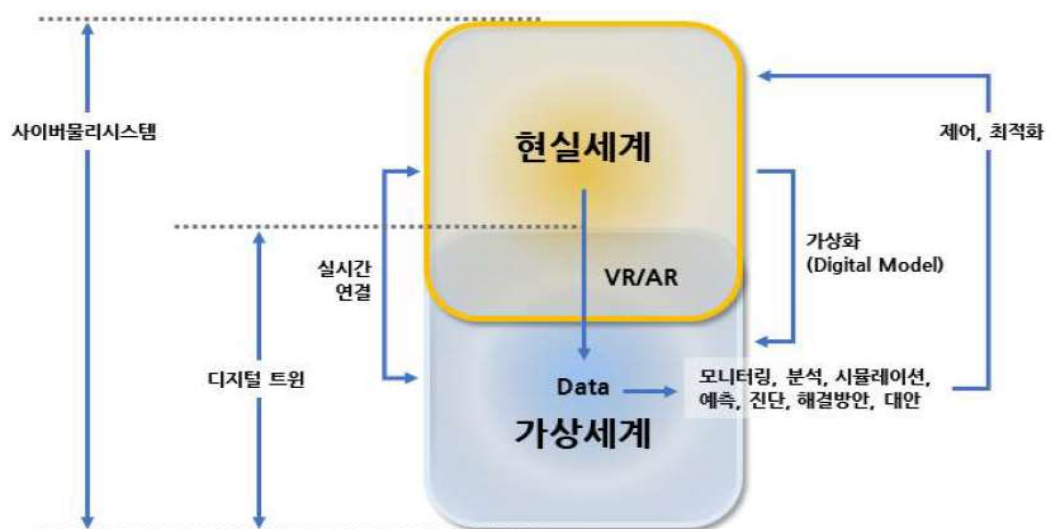 사이버물리시스템
현실세계
제어, 최적화
실시간
연결
가상화
(Digital Model)
VR/AR
디지털 트윈
Data
모니터링, 분석, 시뮬레이션,
예측, 진단, 해결방안, 대안
가상세계